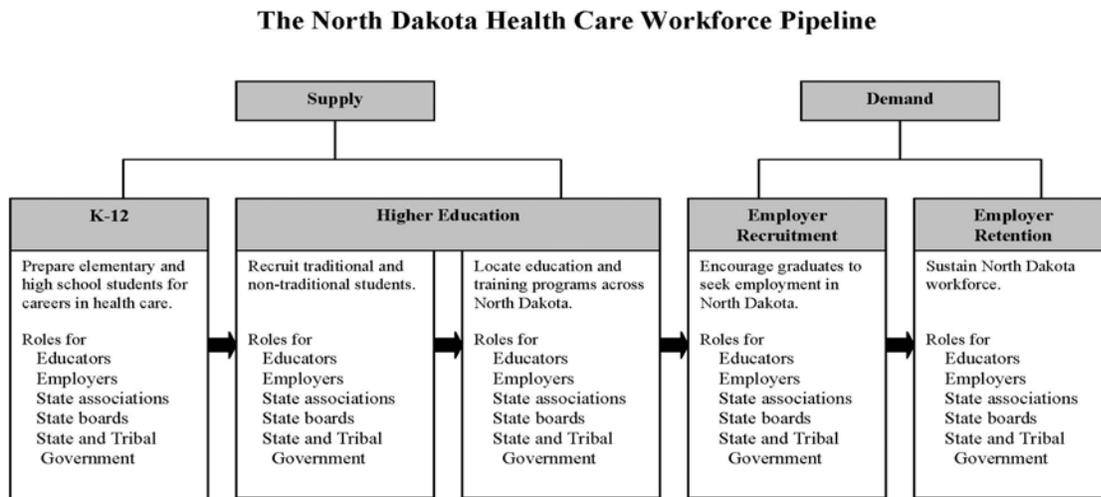 The North Dakota Health Care Workforce Pipeline
Supply
Demand
K-12
Higher Education
Employer
Recruitment
Employer
Retention
Prepare elementary and
high school students for
careers in health care.
Roles for
Educators
Employers
State associations
State boards
State and Tribal
Government
Recruit traditional and
non-traditional students.
Roles for
Educators
Employers
State associations
State boards
State and Tribal
Government
Locate education and
training programs across
North Dakota.
Roles for
Educators
Employers
State associations
State boards
State and Tribal
Government
Encourage graduates to
seek employment in
North Dakota.
Roles for
Educators
Employers
State associations
State boards
State and Tribal
Government
Sustain North Dakota
workforce.
Roles for
Educators
Employers
State associations
State boards
State and Tribal
Government